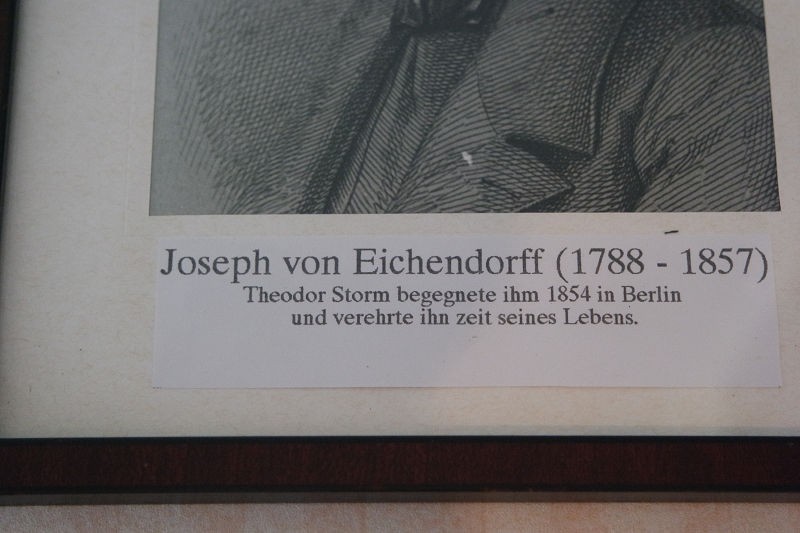 Joseph von Eichendorff (1788 - 1857)
Theodor Storm begegnete ihm 1854 in Berlin
und verehrte ihn zeit seines Lebens.